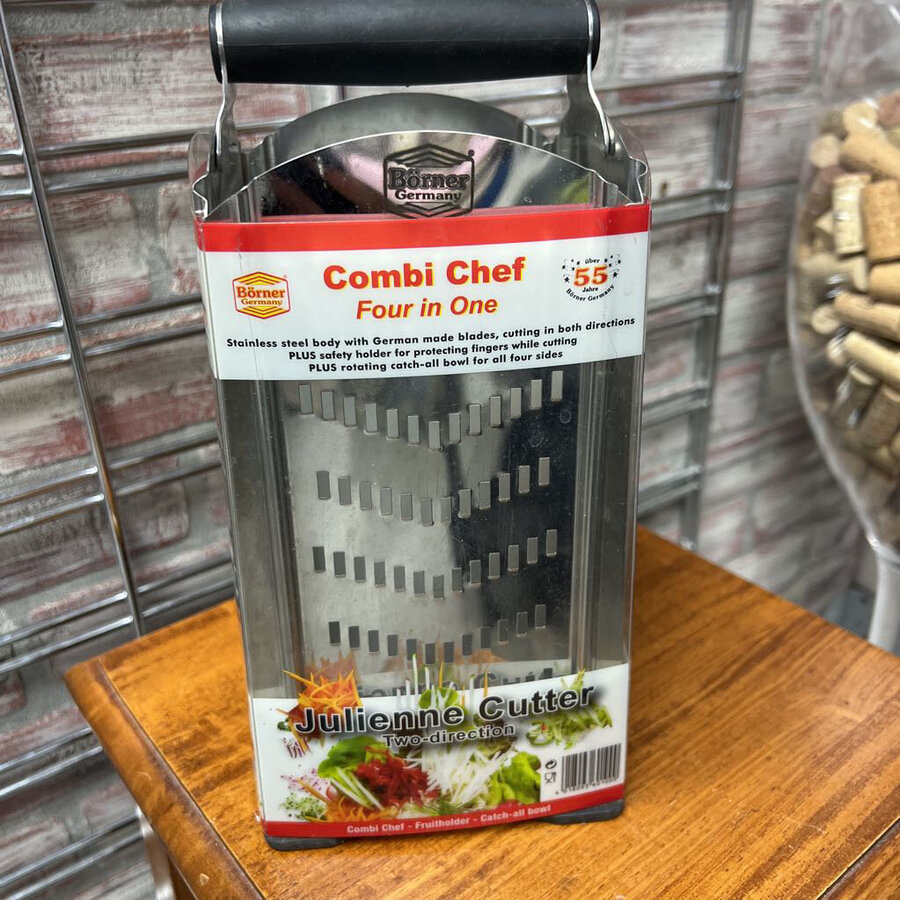 Börner
Germany
Börner
Germany
Combi Chef
Four in One
über
55
Jahre
Börner Germany
Stainless steel body with German made blades, cutting in both directions
PLUS safety holder for protecting fingers while cutting
PLUS rotating catch-all bowl for all four sides
Julienne Cutter
Two-direction
Combi Chef - Fruitholder - Catch-all bowl